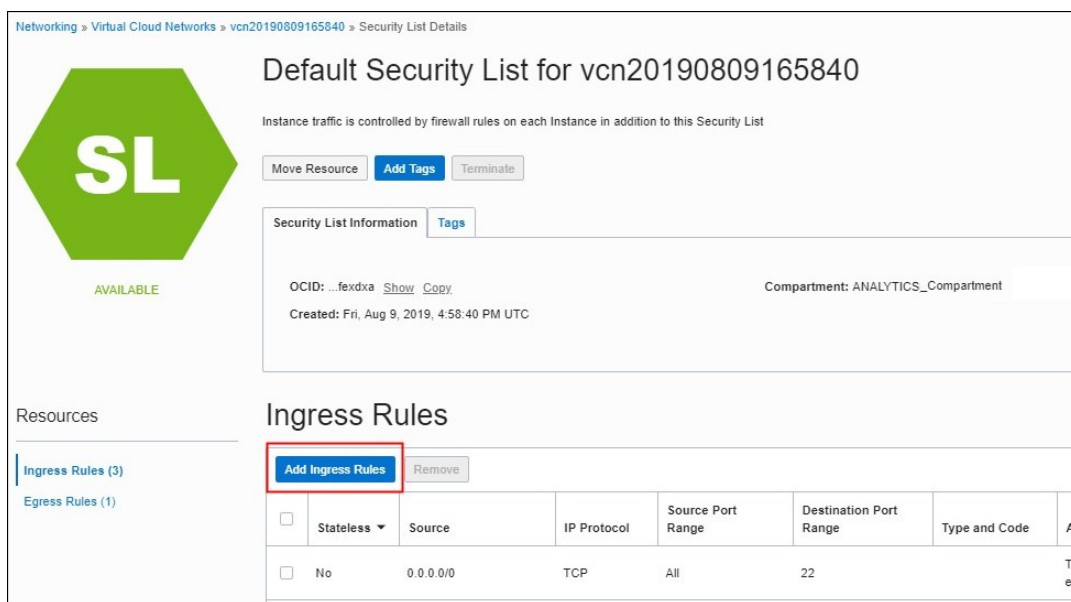 Networking » Virtual Cloud Networks » vcn20190809165840 » Security List Details
SL
AVAILABLE
Default Security List for vcn20190809165840
Instance traffic is controlled by firewall rules on each Instance in addition to this Security List
Move Resource Add Tags Terminate
Security List Information Tags
OCID: ...fexdxa Show Copy
Compartment: ANALYTICS_Compartment
Created: Fri, Aug 9, 2019, 4:58:40 PM UTC
Resources
Ingress Rules (3)
Egress Rules (1)
Ingress Rules
Add Ingress Rules Remove
Stateless Source IP Protocol Source Port Range Destination Port Range Type and Code
No 0.0.0.0/0 TCP All 22